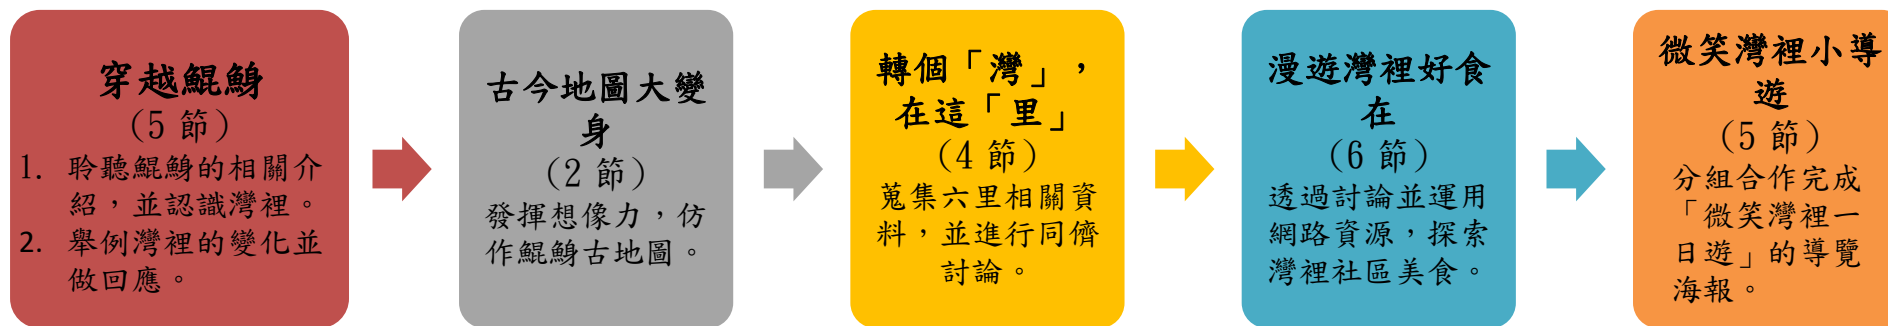 穿越鯤鯓
(5 節)
1. 聆聽鯤鯓的相關介
紹，並認識灣裡。
2. 舉例灣裡的變化並
做回應。
古今地圖大變
身
(2 節)
發揮想像力，仿
作鯤鯓古地圖。
轉個「灣」，
在這「里」
(4 節)
蒐集六里相關資
料，並進行同儕
討論。
漫遊灣裡好食
在
(6 節)
透過討論並運用
網路資源，探索
灣裡社區美食。
微笑灣裡小導
遊
(5 節)
分組合作完成
「微笑灣裡一
日遊」的導覽
海報。